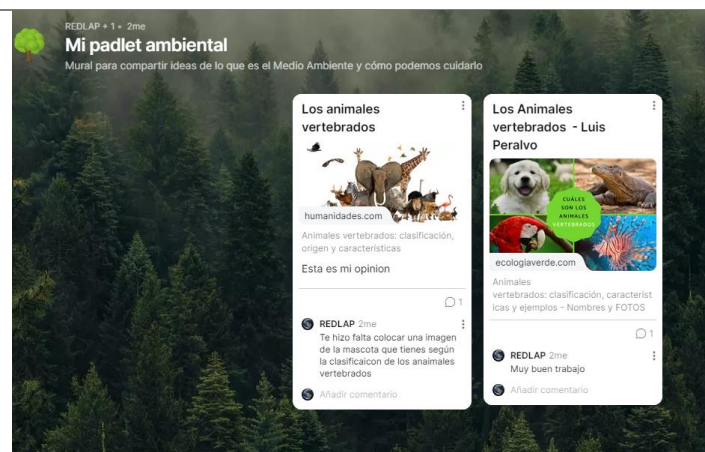 REDLAP + 1 • 2me
Mi padlet ambiental
Mural para compartir ideas de lo que es el Medio Ambiente y cómo podemos cuidarlo
Los animales
vertebrados
humanidades.com
Animales vertebrados: clasificación,
origen y características
Esta es mi opinion
1
REDLAP 2me
Te hizo falta colocar una imagen
de la mascota que tienes según
la clasificaicon de los anaimales
vertebrados
Añadir comentario
Los Animales
vertebrados - Luis
Peralvo
CUÁLES
SON LOS
ANIMALES
VERTEBRADOS
ecologiaverde.com
Animales
vertebrados: clasificación, característ
icas y ejemplos - Nombres y FOTOS
1
REDLAP 2me
Muy buen trabajo
Añadir comentario